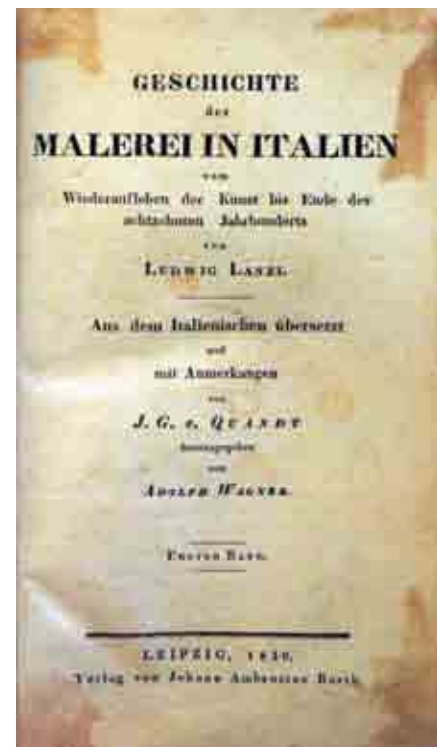 GESCHICHTE
der
MALEREI IN ITALIEN
vom
Wiederaufleben der Kunst bis Ende des
achtzehnten Jahrhunderts
von
LUDWIG LANZI.
Aus dem Italienischen übersetzt
und
mit Anmerkungen
von
J. G. v. QUANDT
herausgegeben
von
ADOLPH WAGNER.
ERSTER BAND.
LEIPZIG, 1830.
Verlag von Johann Ambrosius Barth.